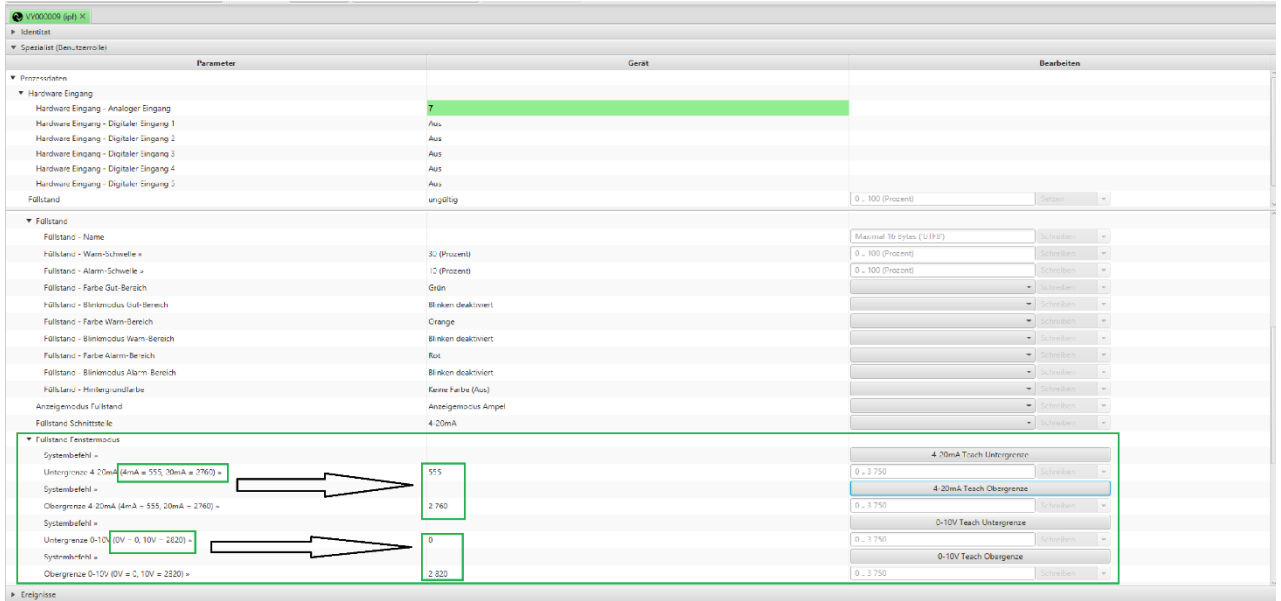 VY000009 (ipf) ×
Identität
Spezialist (Benutzerrolle)
Parameter Gerät Bearbeiten
Prozessdaten
Hardware Eingang
Hardware Eingang - Analoger Eingang 7
Hardware Eingang - Digitaler Eingang 1 Aus
Hardware Eingang - Digitaler Eingang 2 Aus
Hardware Eingang - Digitaler Eingang 3 Aus
Hardware Eingang - Digitaler Eingang 4 Aus
Hardware Eingang - Digitaler Eingang 5 Aus
Füllstand ungültig 0 .. 100 (Prozent) Setzen
Füllstand
Füllstand - Name Maximal 16 Bytes ('UTF8') Schreiben
Füllstand - Warn-Schwelle » 30 (Prozent) 0 .. 100 (Prozent) Schreiben
Füllstand - Alarm-Schwelle » 10 (Prozent) 0 .. 100 (Prozent) Schreiben
Füllstand - Farbe Gut-Bereich Grün Schreiben
Füllstand - Blinkmodus Gut-Bereich Blinken deaktiviert Schreiben
Füllstand - Farbe Warn-Bereich Orange Schreiben
Füllstand - Blinkmodus Warn-Bereich Blinken deaktiviert Schreiben
Füllstand - Farbe Alarm-Bereich Rot Schreiben
Füllstand - Blinkmodus Alarm-Bereich Blinken deaktiviert Schreiben
Füllstand - Hintergrundfarbe Keine Farbe (Aus) Schreiben
Anzeigemodus Füllstand Anzeigemodus Ampel Schreiben
Füllstand Schnittstelle 4-20mA Schreiben
Füllstand Fenstermodus
Systembefehl » 4-20mA Teach Untergrenze
Untergrenze 4-20mA (4mA = 555, 20mA = 2760) » 555 0 .. 3 750 Schreiben
Systembefehl » 4-20mA Teach Obergrenze
Obergrenze 4-20mA (4mA = 555, 20mA = 2760) » 2 760 0 .. 3 750 Schreiben
Systembefehl » 0-10V Teach Untergrenze
Untergrenze 0-10V (0V = 0, 10V = 2820) » 0 0 .. 3 750 Schreiben
Systembefehl » 0-10V Teach Obergenze
Obergrenze 0-10V (0V = 0, 10V = 2820) » 2 820 0 .. 3 750 Schreiben
Ereignisse